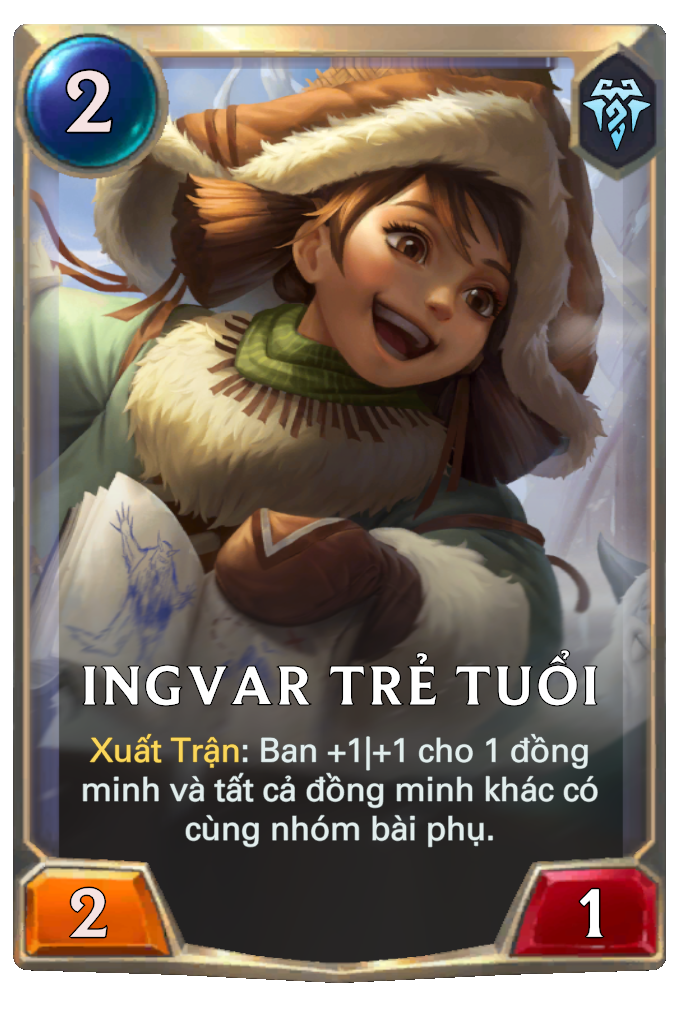 2
INGVAR TRẺ TUỔI
Xuất Trận: Ban +1|+1 cho 1 đồng
minh và tất cả đồng minh khác có
cùng nhóm bài phụ.
2
1